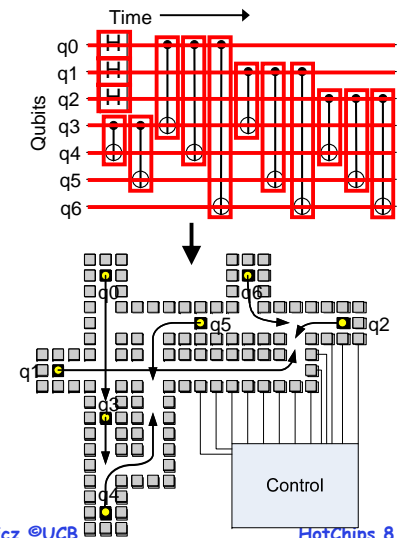 Time
q0
H
q1
H
q2
H
Qubits
q3
q4
q5
q6
q0
q6
q5
q2
q1
q3
q4
Control
cz ©UCB
HotChips 8